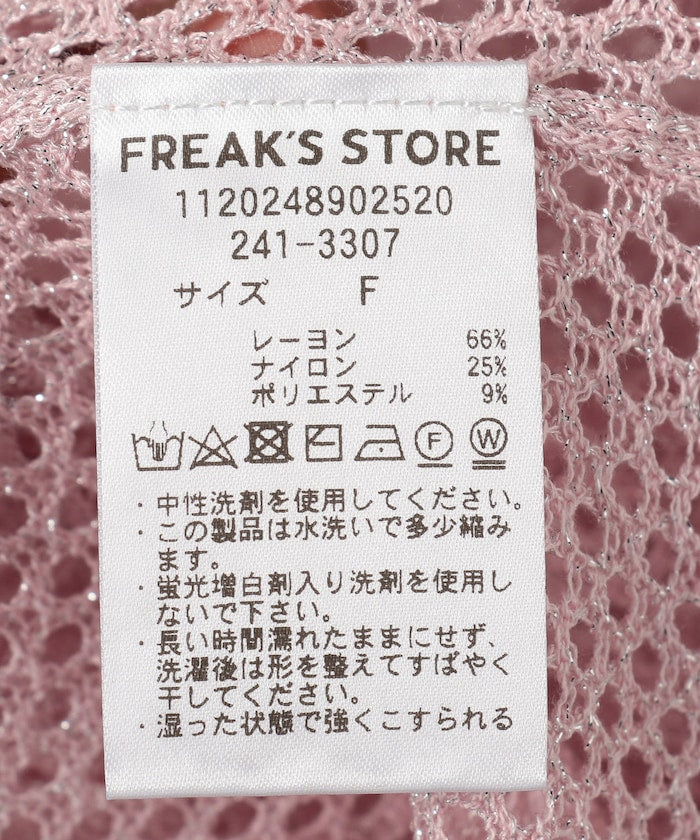 FREAK'S STORE
1120248902520
241-3307
サイズ F
レーヨン 66%
ナイロン 25%
ポリエステル 9%
F W
・中性洗剤を使用してください。
・この製品は水洗いで多少縮み
ます。
・蛍光増白剤入り洗剤を使用し
ないで下さい。
・長い時間濡れたままにせず、
洗濯後は形を整えてすばやく
干してください。
・湿った状態で強くこすられる